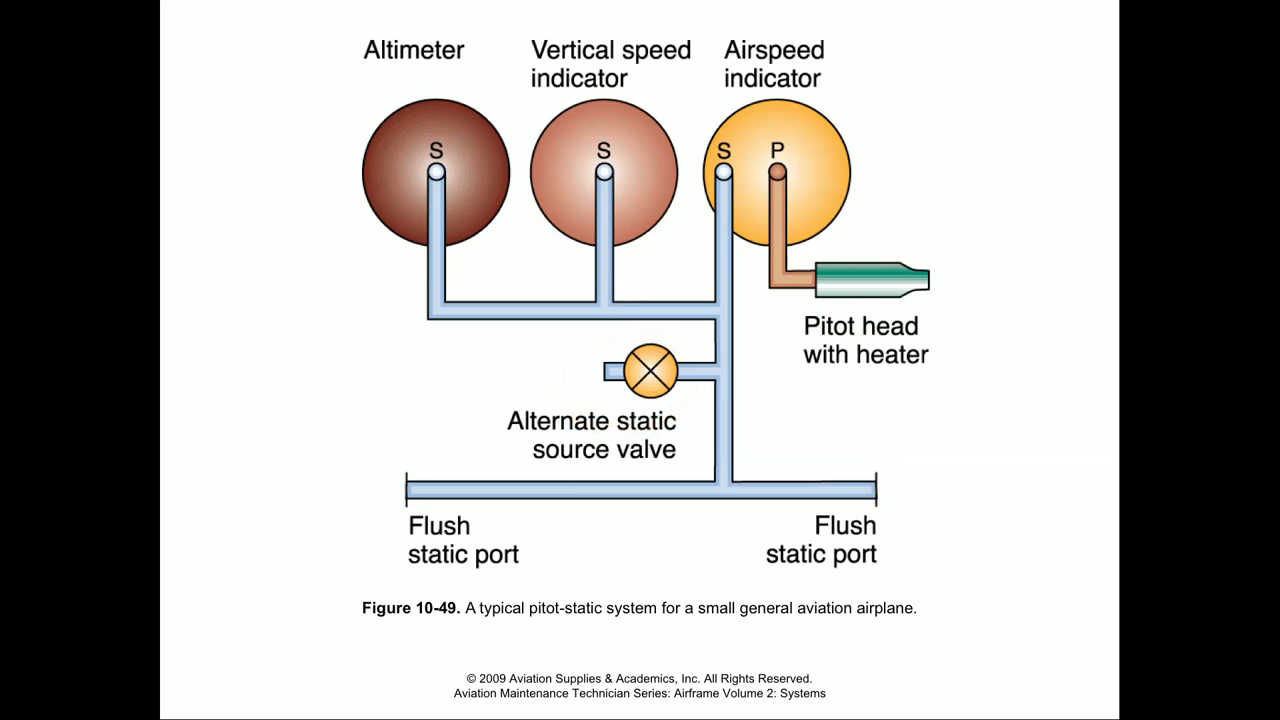 Altimeter
Vertical speed
indicator
Airspeed
indicator
S
S
S
P
Pitot head
with heater
Alternate static
source valve
Flush
static port
Flush
static port
Figure 10-49. A typical pitot-static system for a small general aviation airplane.
© 2009 Aviation Supplies & Academics, Inc. All Rights Reserved.
Aviation Maintenance Technician Series: Airframe Volume 2: Systems